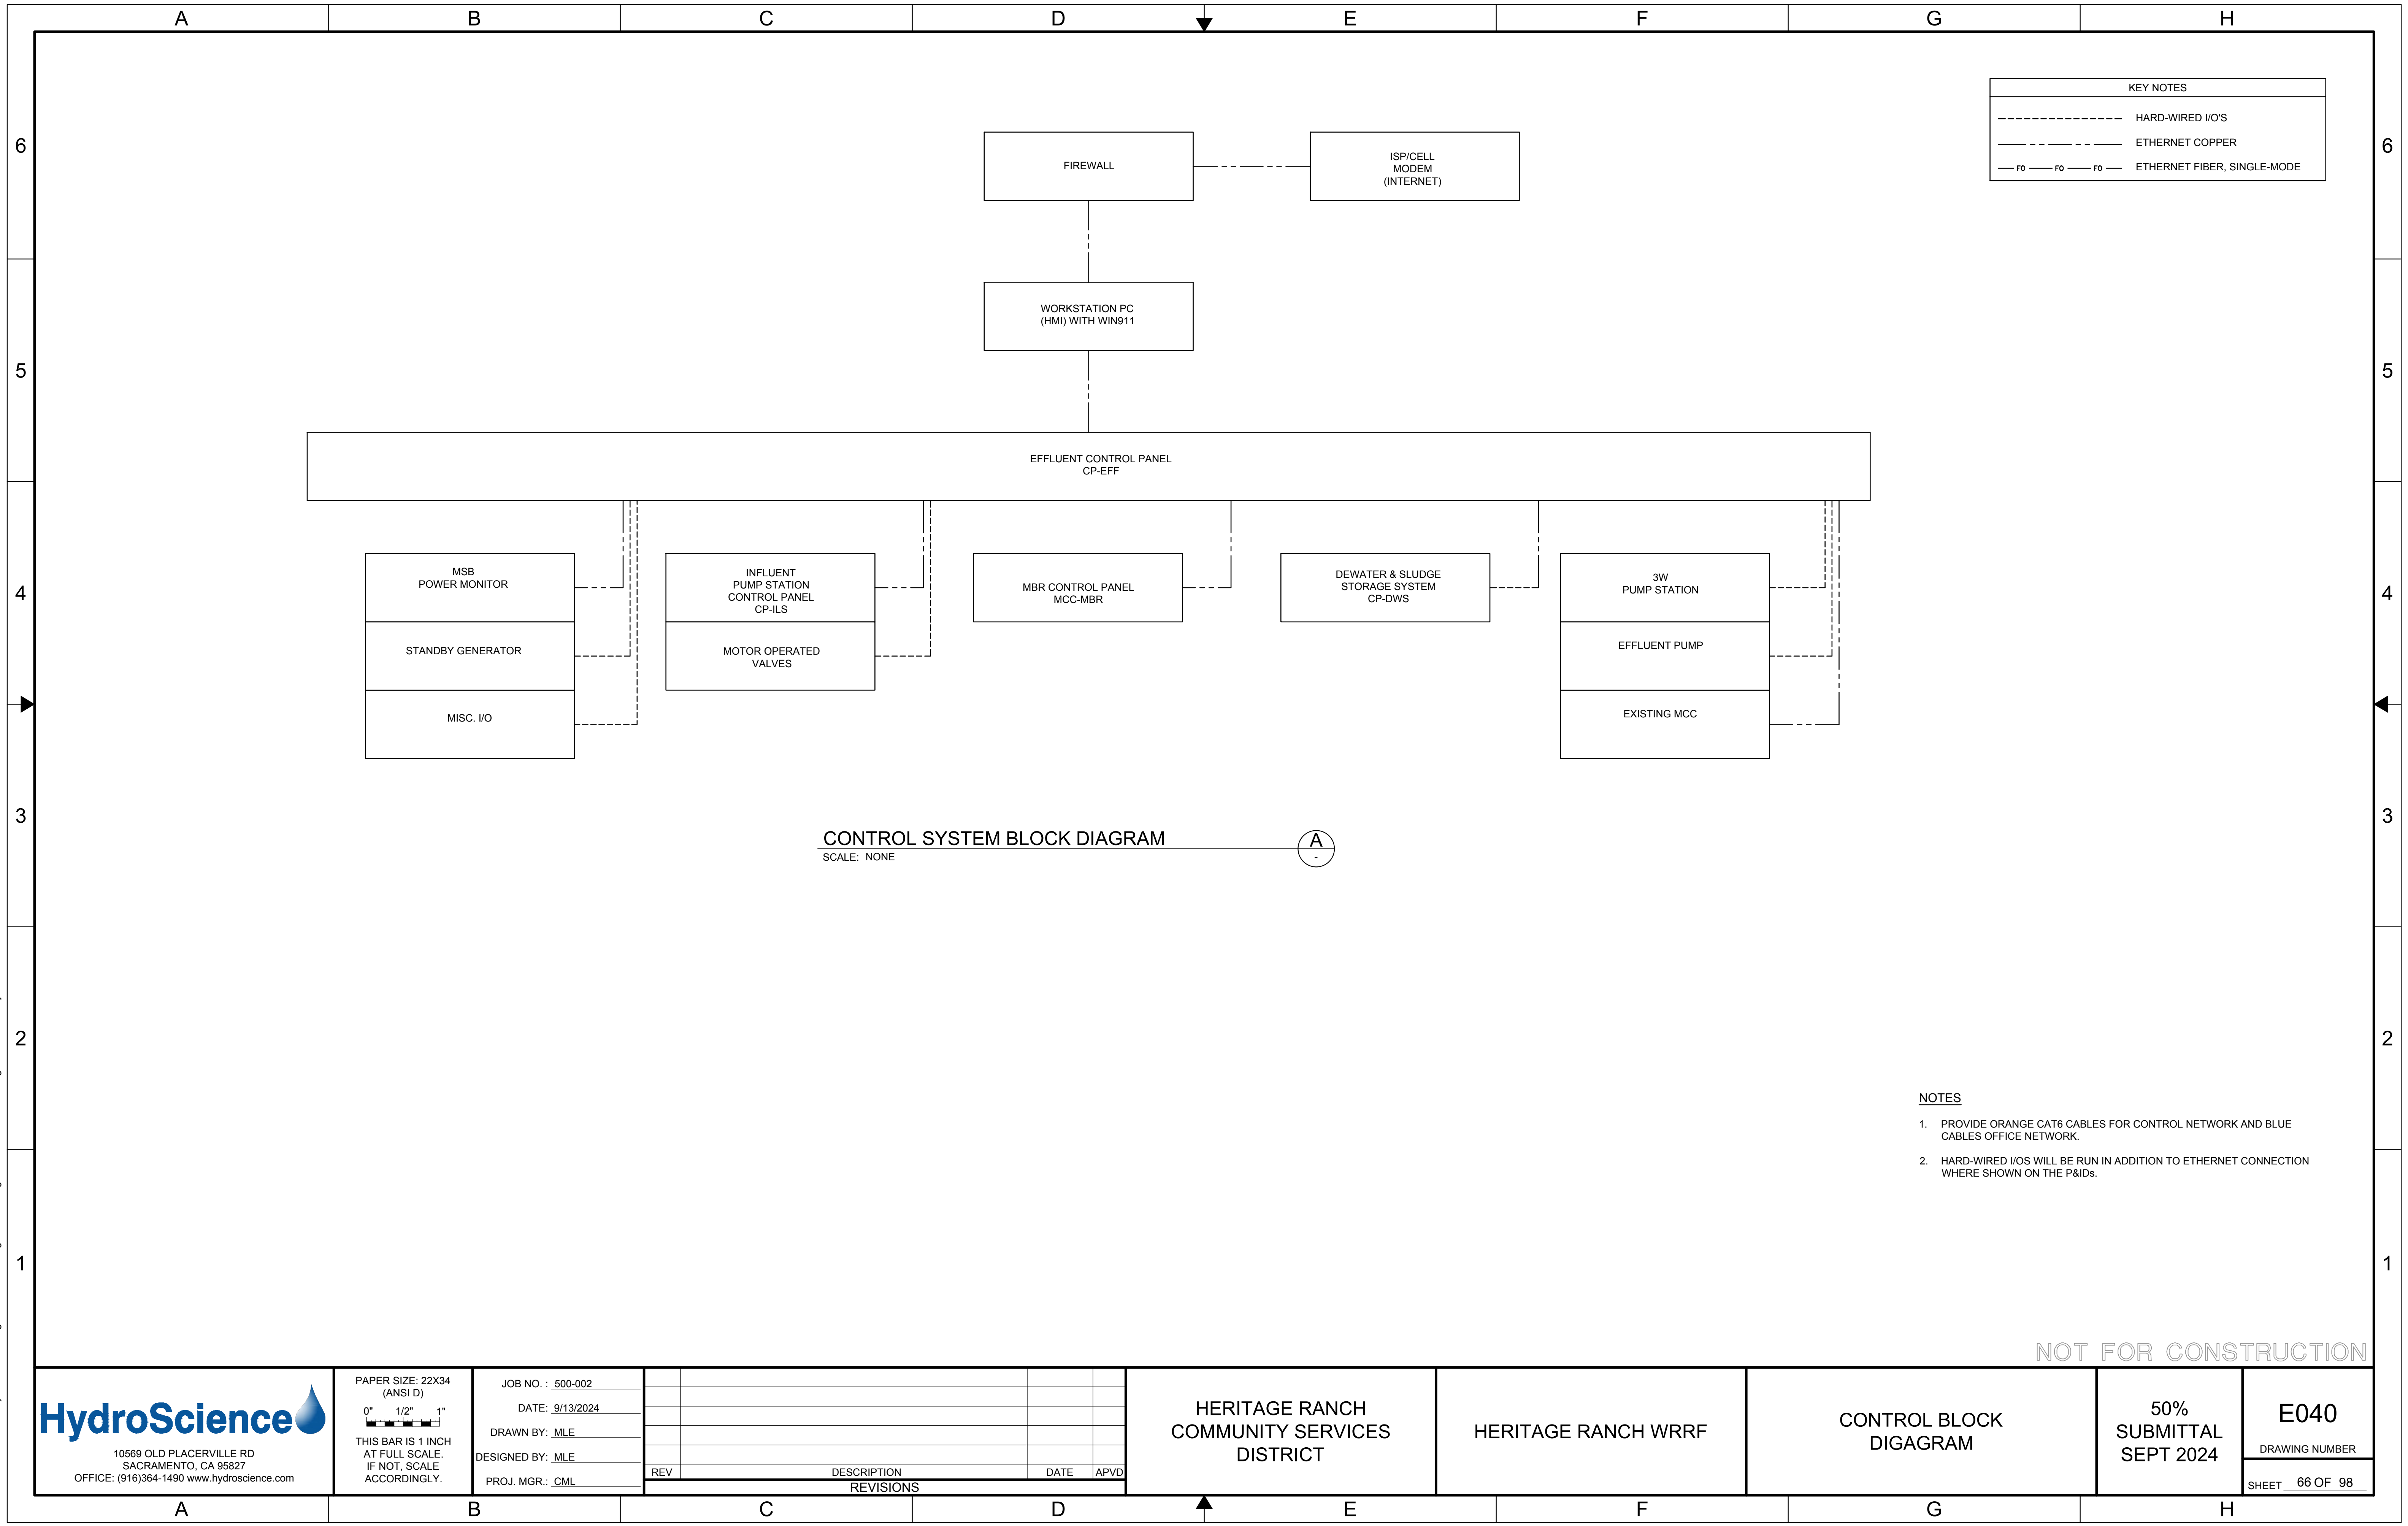 A B C D E F G H
6
5
4
3
2
1
KEY NOTES
HARD-WIRED I/O'S
ETHERNET COPPER
FO FO FO ETHERNET FIBER, SINGLE-MODE
FIREWALL
ISP/CELL
MODEM
(INTERNET)
WORKSTATION PC
(HMI) WITH WIN911
EFFLUENT CONTROL PANEL
CP-EFF
MSB
POWER MONITOR
STANDBY GENERATOR
MISC. I/O
INFLUENT
PUMP STATION
CONTROL PANEL
CP-ILS
MOTOR OPERATED
VALVES
MBR CONTROL PANEL
MCC-MBR
DEWATER & SLUDGE
STORAGE SYSTEM
CP-DWS
3W
PUMP STATION
EFFLUENT PUMP
EXISTING MCC
CONTROL SYSTEM BLOCK DIAGRAM
SCALE: NONE
A
-
6
5
4
3
2
1
NOTES
1. PROVIDE ORANGE CAT6 CABLES FOR CONTROL NETWORK AND BLUE
CABLES OFFICE NETWORK.
2. HARD-WIRED I/OS WILL BE RUN IN ADDITION TO ETHERNET CONNECTION
WHERE SHOWN ON THE P&IDs.
NOT FOR CONSTRUCTION
HydroScience
10569 OLD PLACERVILLE RD
SACRAMENTO, CA 95827
OFFICE: (916)364-1490 www.hydroscience.com
PAPER SIZE: 22X34
(ANSI D)
0" 1/2" 1"
THIS BAR IS 1 INCH
AT FULL SCALE.
IF NOT, SCALE
ACCORDINGLY.
JOB NO. : 500-002
DATE: 9/13/2024
DRAWN BY: MLE
DESIGNED BY: MLE
PROJ. MGR.: CML
REV DESCRIPTION DATE APVD
REVISIONS
HERITAGE RANCH
COMMUNITY SERVICES
DISTRICT
HERITAGE RANCH WRRF
CONTROL BLOCK
DIGAGRAM
50%
SUBMITTAL
SEPT 2024
E040
DRAWING NUMBER
SHEET 66 OF 98
A B C D E F G H